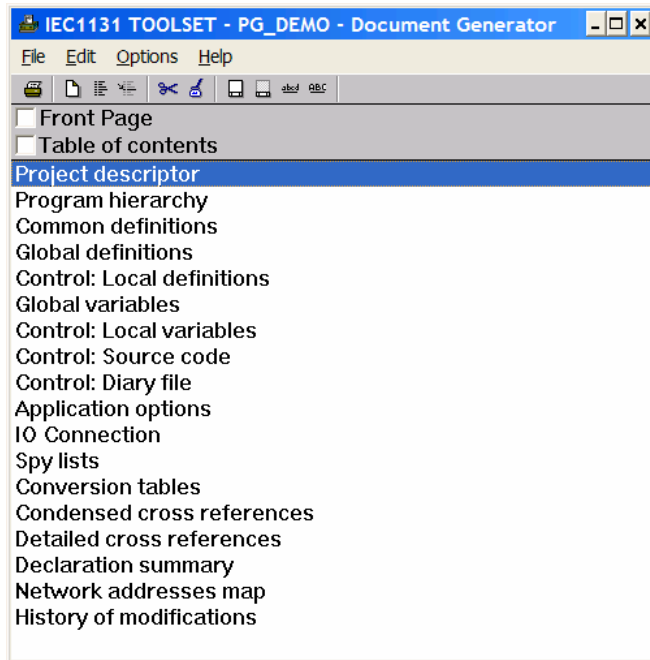 IEC1131 TOOLSET - PG_DEMO - Document Generator
File Edit Options Help
abcd ABC
Front Page
Table of contents
Project descriptor
Program hierarchy
Common definitions
Global definitions
Control: Local definitions
Global variables
Control: Local variables
Control: Source code
Control: Diary file
Application options
IO Connection
Spy lists
Conversion tables
Condensed cross references
Detailed cross references
Declaration summary
Network addresses map
History of modifications